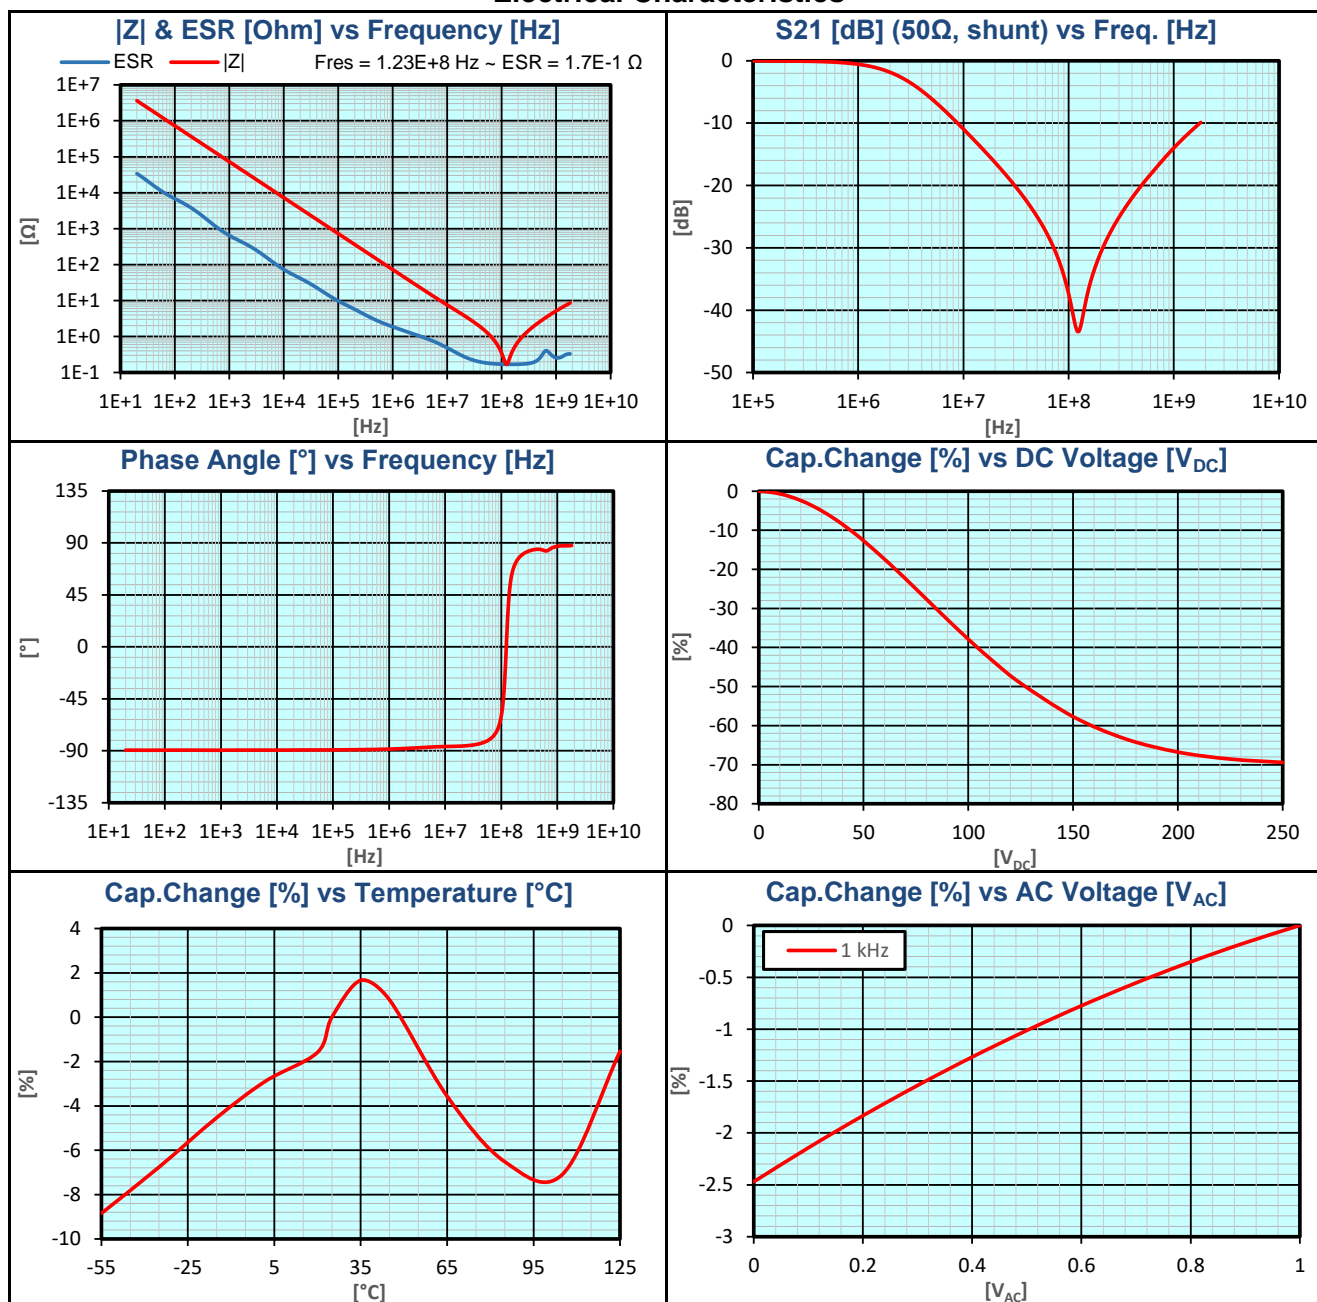 Electrical Characteristics
|Z| & ESR [Ohm] vs Frequency [Hz]
ESR |Z| Fres = 1.23E+8 Hz ~ ESR = 1.7E-1 Ω
1E+7
1E+6
1E+5
1E+4
1E+3
1E+2
1E+1
1E+0
1E-1
[Ω]
1E+1 1E+2 1E+3 1E+4 1E+5 1E+6 1E+7 1E+8 1E+9 1E+10
[Hz]
S21 [dB] (50Ω, shunt) vs Freq. [Hz]
0
-10
-20
-30
-40
-50
[dB]
1E+5 1E+6 1E+7 1E+8 1E+9 1E+10
[Hz]
Phase Angle [°] vs Frequency [Hz]
135
90
45
0
-45
-90
-135
[°]
1E+1 1E+2 1E+3 1E+4 1E+5 1E+6 1E+7 1E+8 1E+9 1E+10
[Hz]
Cap.Change [%] vs DC Voltage [VDC]
0
-10
-20
-30
-40
-50
-60
-70
-80
[%]
0 50 100 150 200 250
[VDC]
Cap.Change [%] vs Temperature [°C]
4
2
0
-2
-4
-6
-8
-10
[%]
-55 -25 5 35 65 95 125
[°C]
Cap.Change [%] vs AC Voltage [VAC]
1 kHz
0
-0.5
-1
-1.5
-2
-2.5
-3
[%]
0 0.2 0.4 0.6 0.8 1
[VAC]